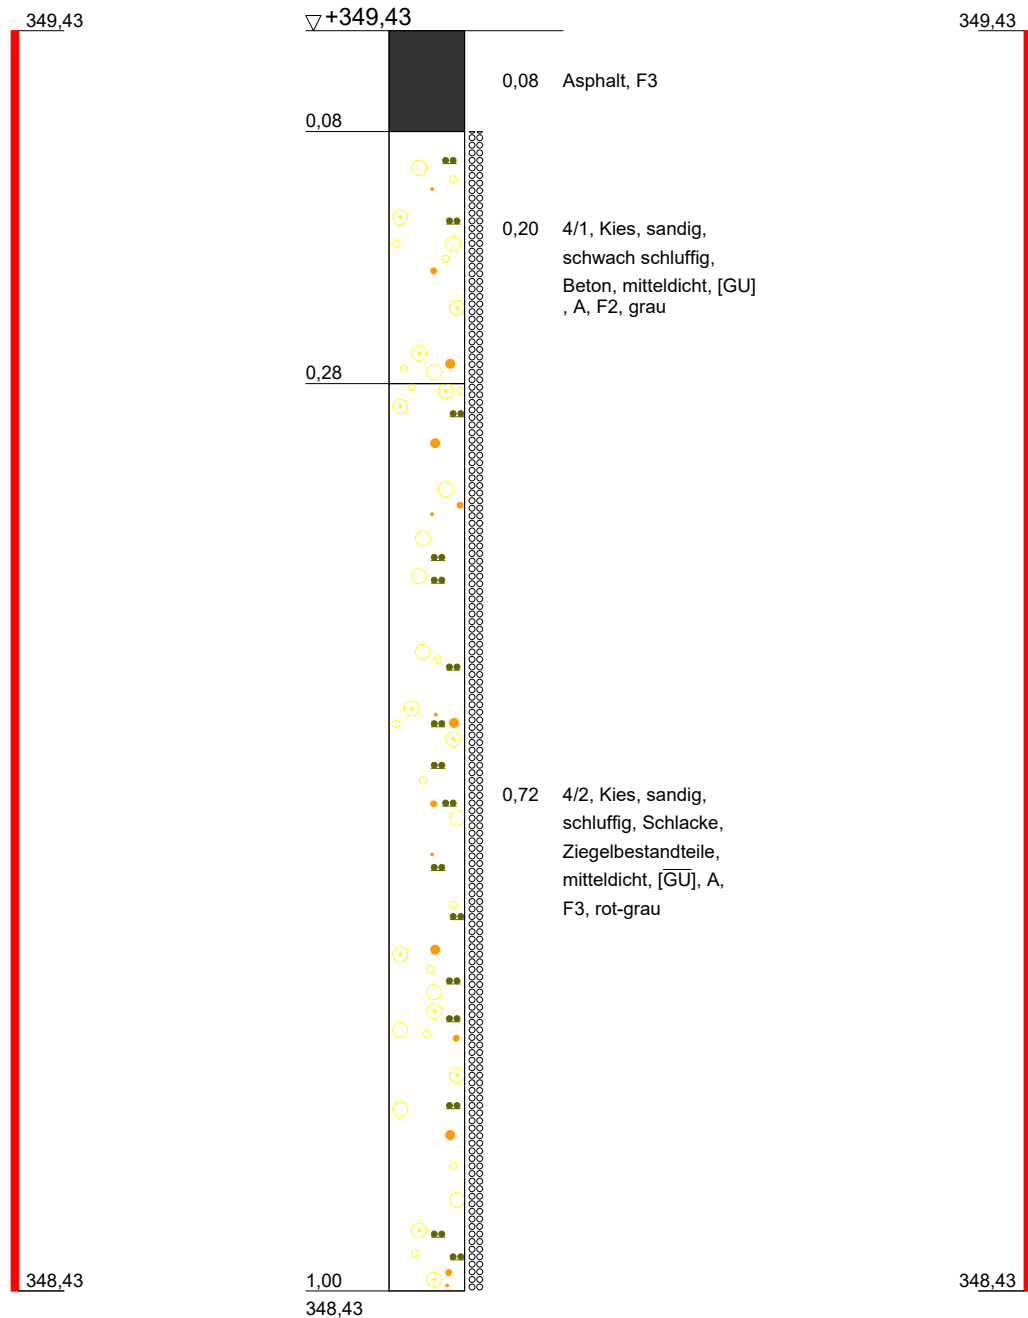 349,43
+349,43
349,43
0,08 Asphalt, F3
0,08
0,20 4/1, Kies, sandig,
schwach schluffig,
Beton, mitteldicht, [GU]
, A, F2, grau
0,28
0,72 4/2, Kies, sandig,
schluffig, Schlacke,
Ziegelbestandteile,
mitteldicht, [G̅U̅], A,
F3, rot-grau
348,43
1,00
348,43
348,43